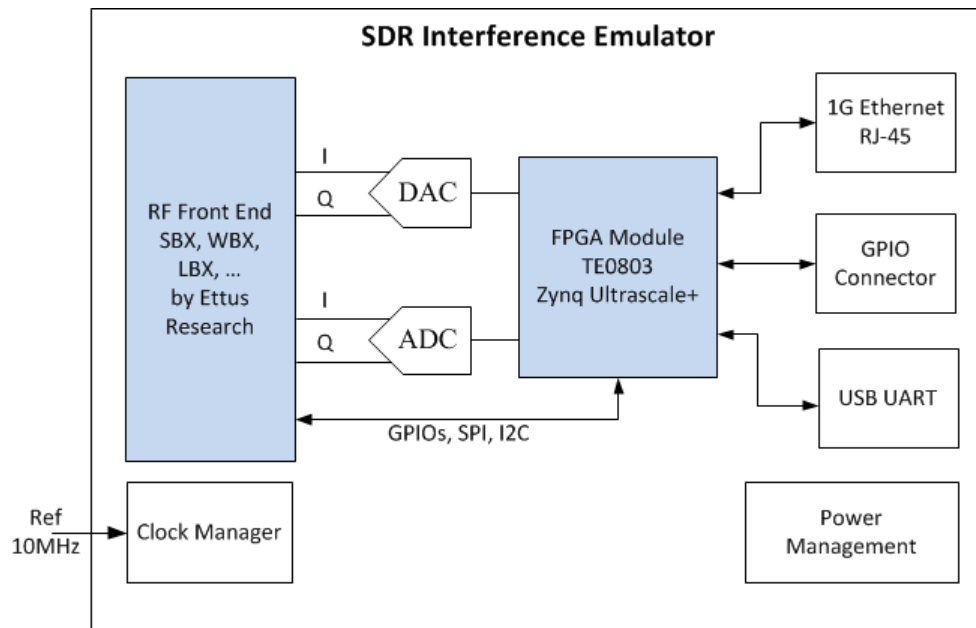 SDR Interference Emulator
RF Front End
SBX, WBX,
LBX, ...
by Ettus
Research
I
Q
DAC
I
Q
ADC
FPGA Module
TE0803
Zynq Ultrascale+
1G Ethernet
RJ-45
GPIO
Connector
USB UART
GPIOs, SPI, I2C
Ref
10MHz
Clock Manager
Power
Management